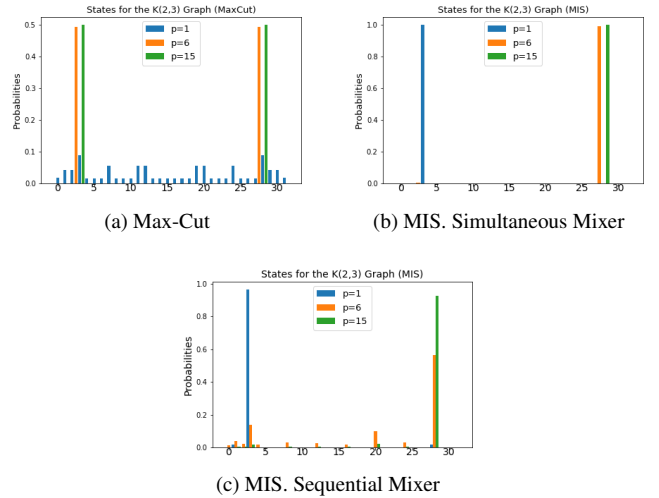 States for the K(2,3) Graph (MaxCut)
Probabilities
0.5
0.4
0.3
0.2
0.1
0.0
p=1
p=6
p=15
0 5 10 15 20 25 30
(a) Max-Cut
States for the K(2,3) Graph (MIS)
Probabilities
1.0
0.8
0.6
0.4
0.2
0.0
p=1
p=6
p=15
0 5 10 15 20 25 30
(b) MIS. Simultaneous Mixer
States for the K(2,3) Graph (MIS)
Probabilities
1.0
0.8
0.6
0.4
0.2
0.0
p=1
p=6
p=15
0 5 10 15 20 25 30
(c) MIS. Sequential Mixer